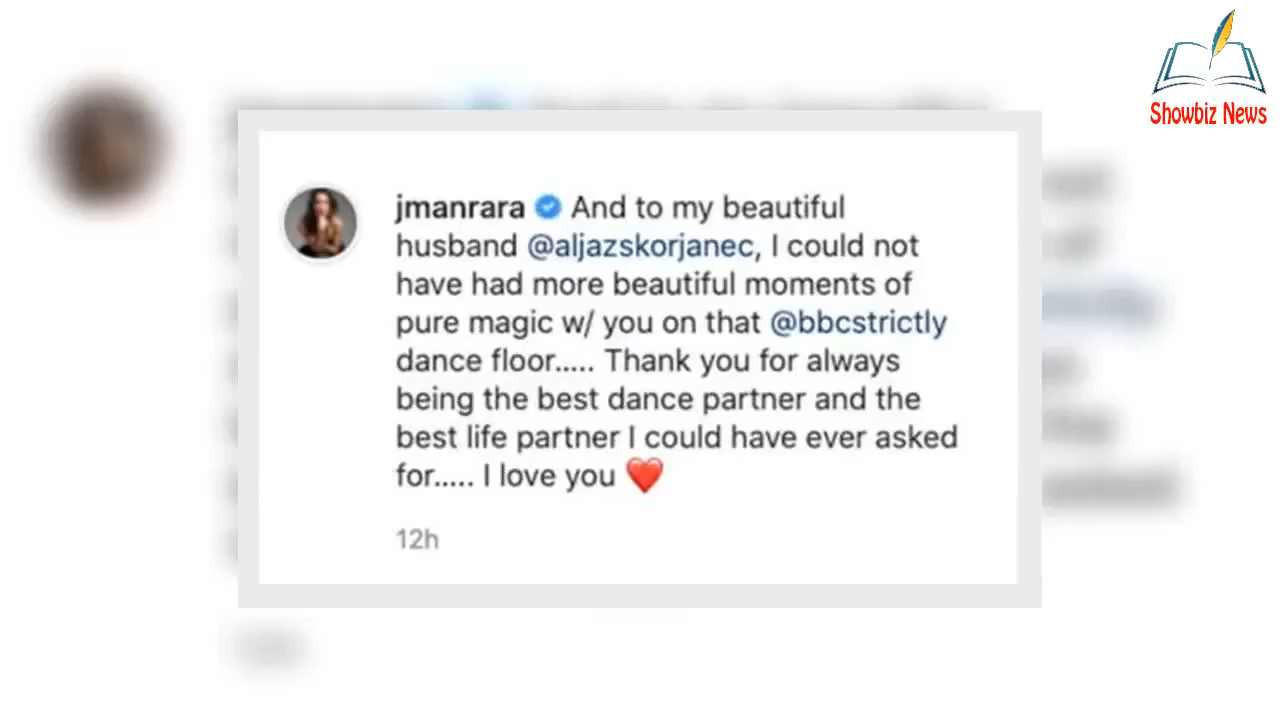 Showbiz News
jmanrara And to my beautiful
husband @aljazskorjanec, I could not
have had more beautiful moments of
pure magic w/ you on that @bbcstrictly
dance floor..... Thank you for always
being the best dance partner and the
best life partner I could have ever asked
for..... I love you ❤️
12h